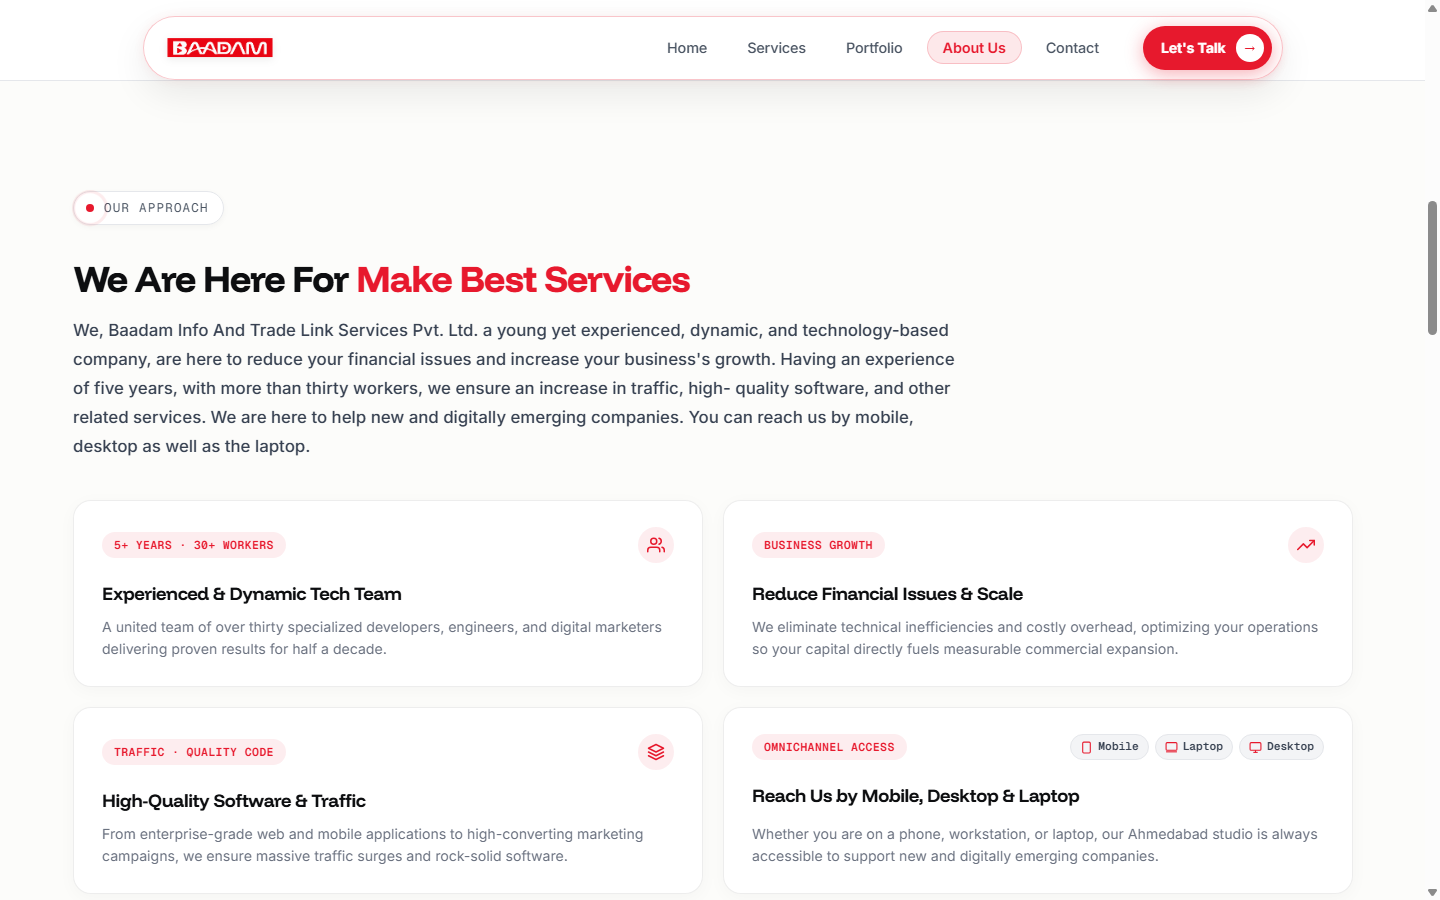 BAADAM
Home
Services
Portfolio
About Us
Contact
Let's Talk →
OUR APPROACH
We Are Here For Make Best Services
We, Baadam Info And Trade Link Services Pvt. Ltd. a young yet experienced, dynamic, and technology-based
company, are here to reduce your financial issues and increase your business's growth. Having an experience
of five years, with more than thirty workers, we ensure an increase in traffic, high- quality software, and other
related services. We are here to help new and digitally emerging companies. You can reach us by mobile,
desktop as well as the laptop.
5+ YEARS · 30+ WORKERS
Experienced & Dynamic Tech Team
A united team of over thirty specialized developers, engineers, and digital marketers
delivering proven results for half a decade.
BUSINESS GROWTH
Reduce Financial Issues & Scale
We eliminate technical inefficiencies and costly overhead, optimizing your operations
so your capital directly fuels measurable commercial expansion.
TRAFFIC · QUALITY CODE
High-Quality Software & Traffic
From enterprise-grade web and mobile applications to high-converting marketing
campaigns, we ensure massive traffic surges and rock-solid software.
OMNICHANNEL ACCESS
Mobile
Laptop
Desktop
Reach Us by Mobile, Desktop & Laptop
Whether you are on a phone, workstation, or laptop, our Ahmedabad studio is always
accessible to support new and digitally emerging companies.